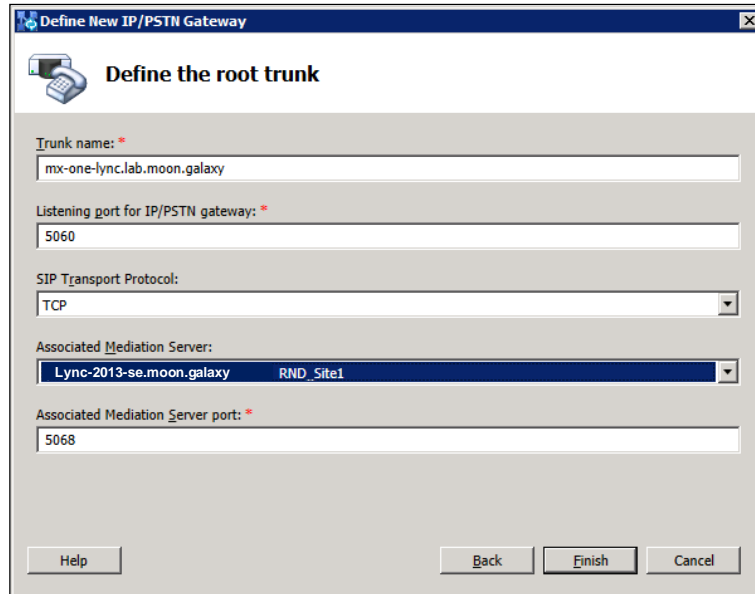 Define New IP/PSTN Gateway
Define the root trunk
Trunk name: *
mx-one-lync.lab.moon.galaxy
Listening port for IP/PSTN gateway: *
5060
SIP Transport Protocol:
TCP
Associated Mediation Server:
Lync-2013-se.moon.galaxy RND_Site1
Associated Mediation Server port: *
5068
Help Back Finish Cancel